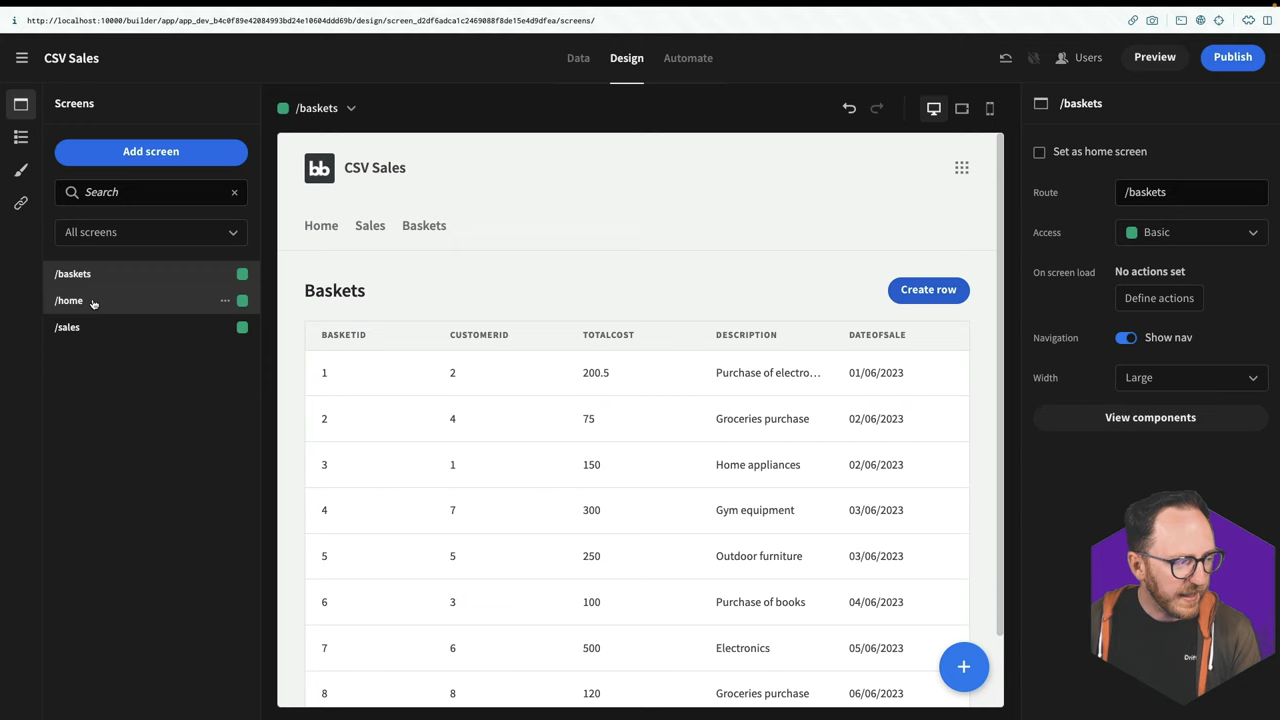 http://localhost:10000/builder/app/app_dev_b4c0f89e42084993bd24e10604ddd69b/design/screen_d2df6adca1c2469088f8de15e4d9dfea/screens/
CSV Sales
Data
Design
Automate
Users
Preview
Publish
Screens
Add screen
Search
All screens
/baskets
/home
/sales
/baskets
bb
CSV Sales
Home
Sales
Baskets
Baskets
Create row
BASKETID CUSTOMERID TOTALCOST DESCRIPTION DATEOFSALE
1 2 200.5 Purchase of electro… 01/06/2023
2 4 75 Groceries purchase 02/06/2023
3 1 150 Home appliances 02/06/2023
4 7 300 Gym equipment 03/06/2023
5 5 250 Outdoor furniture 03/06/2023
6 3 100 Purchase of books 04/06/2023
7 6 500 Electronics 05/06/2023
8 8 120 Groceries purchase 06/06/2023
/baskets
Set as home screen
Route /baskets
Access Basic
On screen load No actions set
Define actions
Navigation Show nav
Width Large
View components